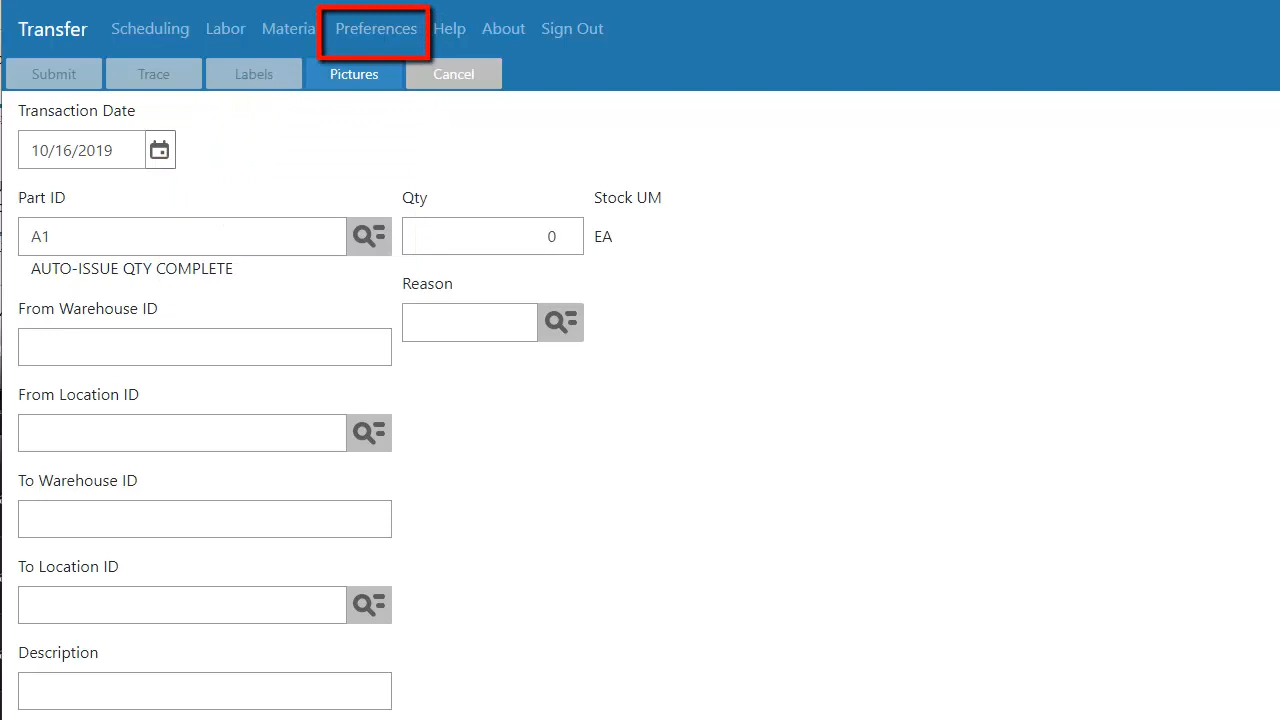 Transfer Scheduling Labor Materia Preferences Help About Sign Out
Submit Trace Labels Pictures Cancel
Transaction Date
10/16/2019
Part ID Qty Stock UM
A1 0 EA
AUTO-ISSUE QTY COMPLETE
Reason
From Warehouse ID
From Location ID
To Warehouse ID
To Location ID
Description